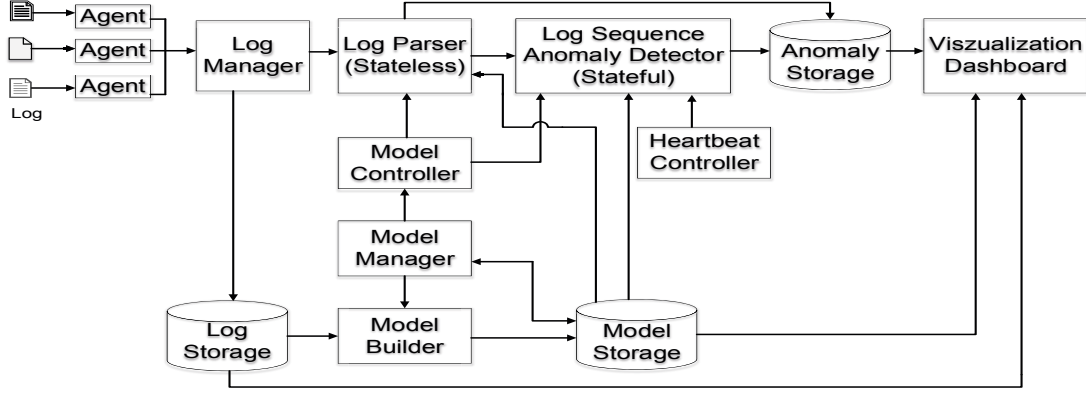 Agent
Agent
Agent
Log
Log
Manager
Log Parser
(Stateless)
Log Sequence
Anomaly Detector
(Stateful)
Anomaly
Storage
Viszualization
Dashboard
Model
Controller
Heartbeat
Controller
Model
Manager
Log
Storage
Model
Builder
Model
Storage